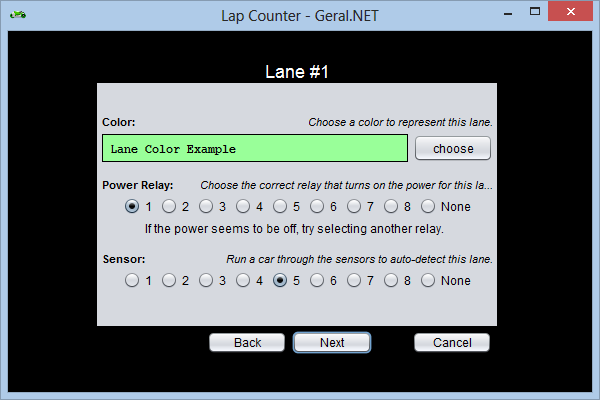 Lap Counter - Geral.NET
Lane #1
Color: Choose a color to represent this lane.
Lane Color Example choose
Power Relay: Choose the correct relay that turns on the power for this la...
1 2 3 4 5 6 7 8 None
If the power seems to be off, try selecting another relay.
Sensor: Run a car through the sensors to auto-detect this lane.
1 2 3 4 5 6 7 8 None
Back Next Cancel